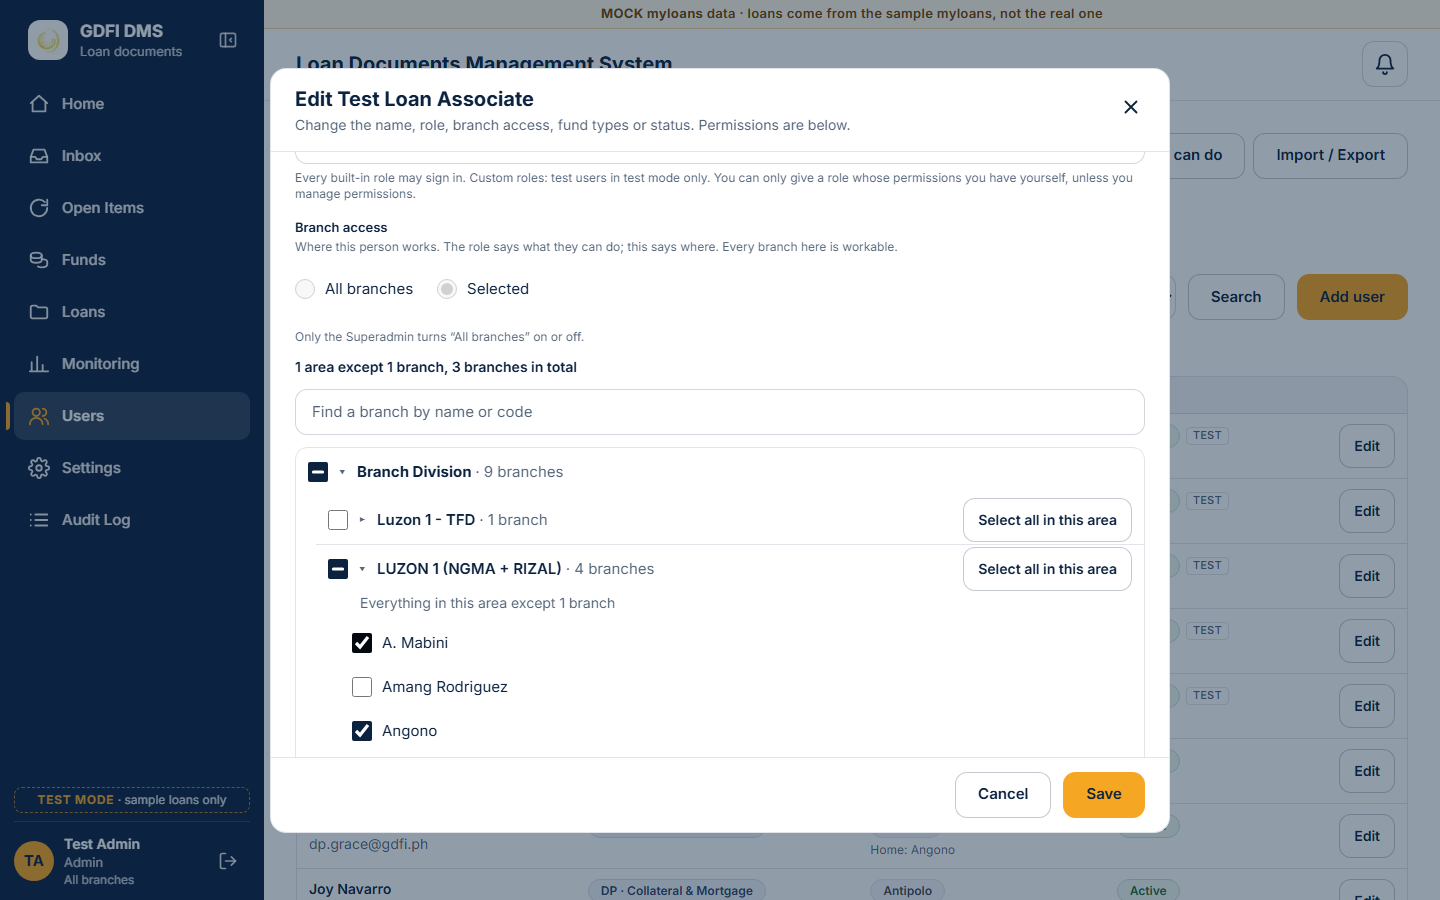 MOCK myloans data · loans come from the sample myloans, not the real one
GDFI DMS
Loan documents
Home
Inbox
Open Items
Funds
Loans
Monitoring
Users
Settings
Audit Log
TEST MODE · sample loans only
TA
Test Admin
Admin
All branches
Loan Documents Management System
can do
Import / Export
Search
Add user
Edit Test Loan Associate
Change the name, role, branch access, fund types or status. Permissions are below.
Every built-in role may sign in. Custom roles: test users in test mode only. You can only give a role whose permissions you have yourself, unless you
manage permissions.
Branch access
Where this person works. The role says what they can do; this says where. Every branch here is workable.
All branches
Selected
Only the Superadmin turns “All branches” on or off.
1 area except 1 branch, 3 branches in total
Find a branch by name or code
Branch Division · 9 branches
Luzon 1 - TFD · 1 branch
Select all in this area
LUZON 1 (NGMA + RIZAL) · 4 branches
Select all in this area
Everything in this area except 1 branch
A. Mabini
Amang Rodriguez
Angono
Cancel
Save
TEST
Edit
TEST
Edit
TEST
Edit
TEST
Edit
TEST
Edit
Edit
Edit
dp.grace@gdfi.ph
Home: Angono
Joy Navarro
DP · Collateral & Mortgage
Antipolo
Active
Edit